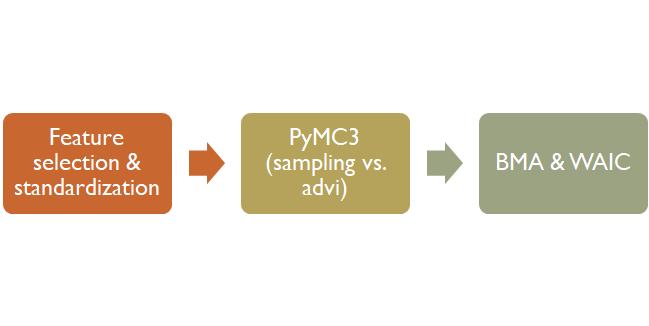 Feature
selection &
standardization
PyMC3
(sampling vs.
advi)
BMA & WAIC